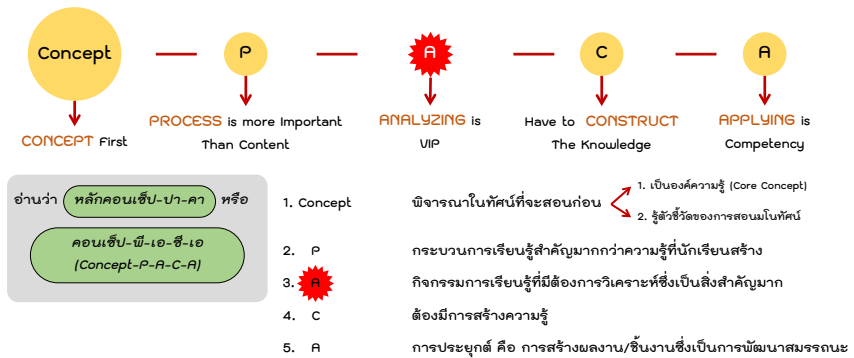 Concept
P
A
C
A
CONCEPT First
PROCESS is more Important
Than Content
ANALYZING is
VIP
Have to CONSTRUCT
The Knowledge
APPLYING is
Competency
อ่านว่า หลักคอนเซ็ป-ปา-คา หรือ
คอนเซ็ป-พี-เอ-ซี-เอ
(Concept-P-A-C-A)
1. Concept พิจารณาในทัศน์ที่จะสอนก่อน
1. เป็นองค์ความรู้ (Core Concept)
2. รู้ตัวชี้วัดของการสอนมโนทัศน์
2. P กระบวนการเรียนรู้สำคัญมากกว่าความรู้ที่นักเรียนสร้าง
3. A กิจกรรมการเรียนรู้ที่มีต้องการวิเคราะห์ซึ่งเป็นสิ่งสำคัญมาก
4. C ต้องมีการสร้างความรู้
5. A การประยุกต์ คือ การสร้างผลงาน/ชิ้นงานซึ่งเป็นการพัฒนาสมรรถนะ